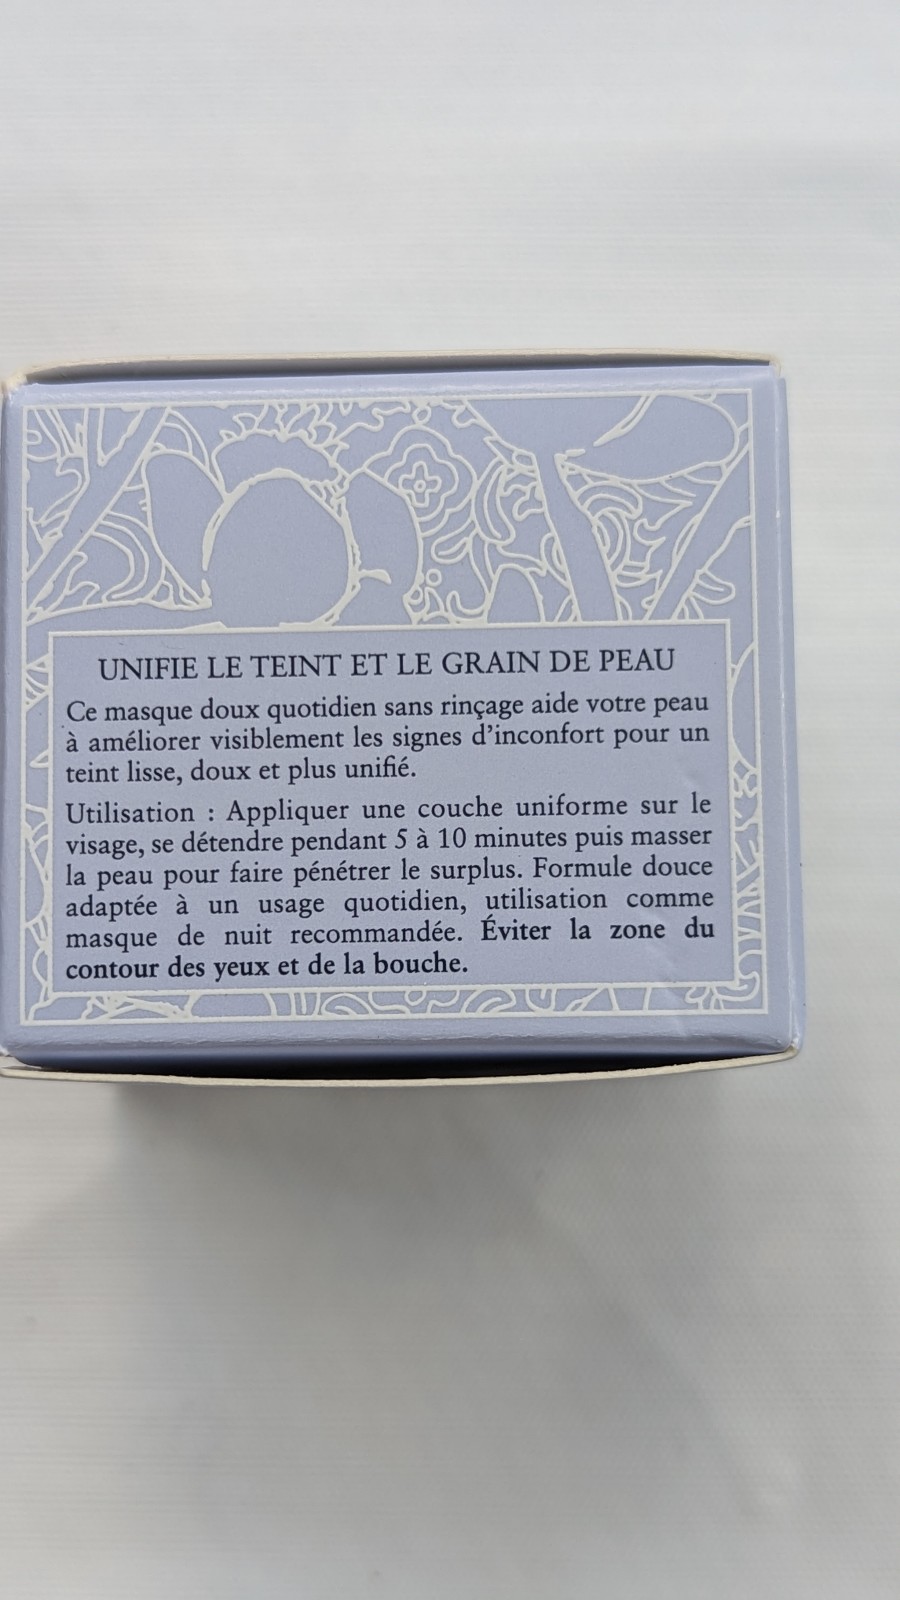 UNIFIE LE TEINT ET LE GRAIN DE PEAU
Ce masque doux quotidien sans rinçage aide votre peau
à améliorer visiblement les signes d'inconfort pour un
teint lisse, doux et plus unifié.
Utilisation : Appliquer une couche uniforme sur le
visage, se détendre pendant 5 à 10 minutes puis masser
la peau pour faire pénétrer le surplus. Formule douce
adaptée à un usage quotidien, utilisation comme
masque de nuit recommandée. Éviter la zone du
contour des yeux et de la bouche.